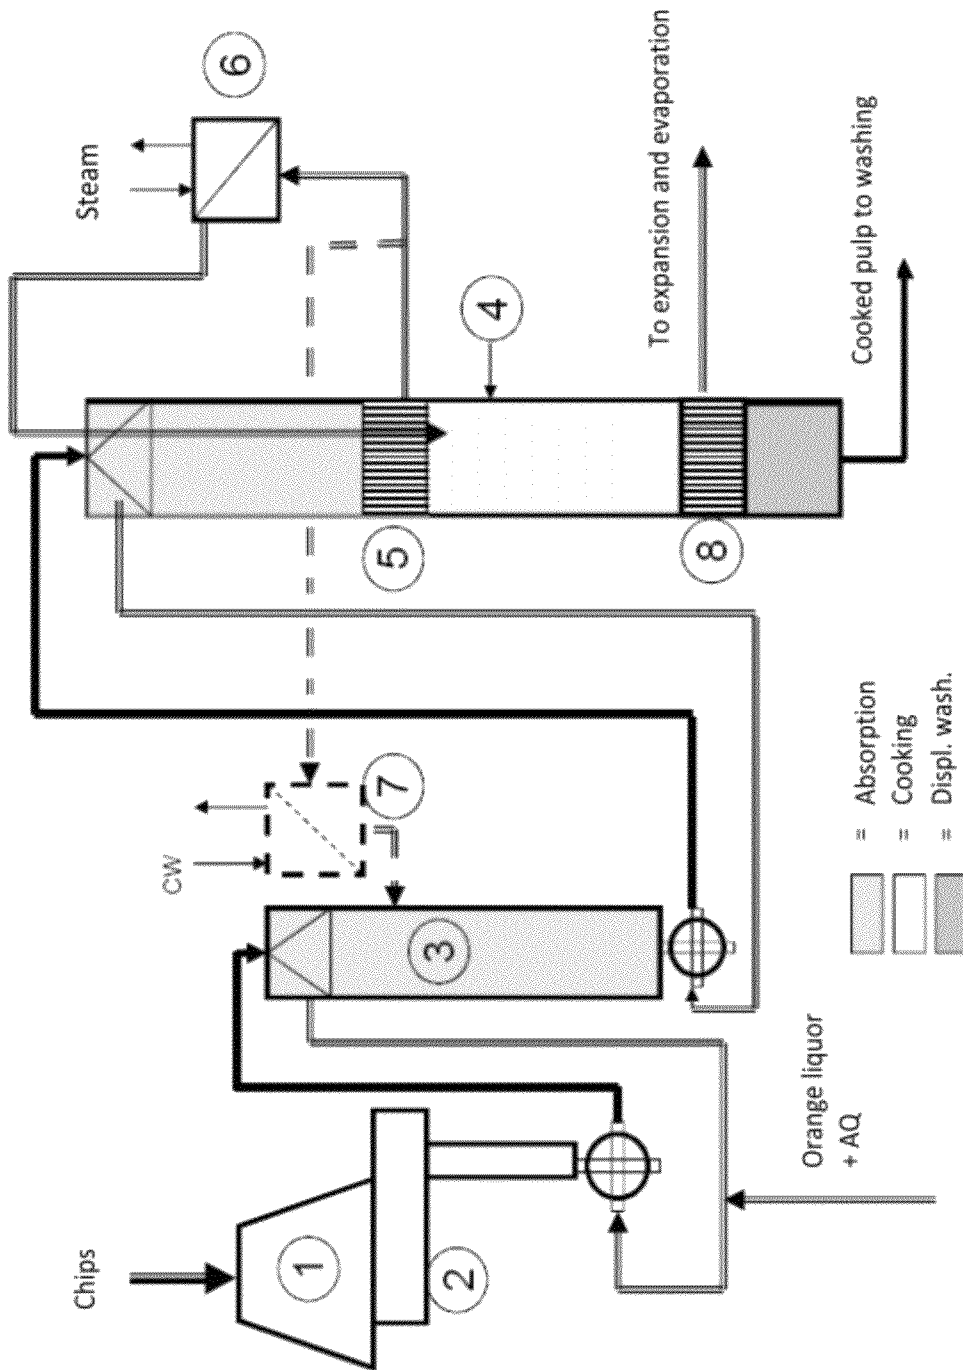 Chips
1
2
Orange liquor
+ AQ
3
CW
7
= Absorption
= Cooking
= Displ. wash.
5
8
4
6
Steam
To expansion and evaporation
Cooked pulp to washing